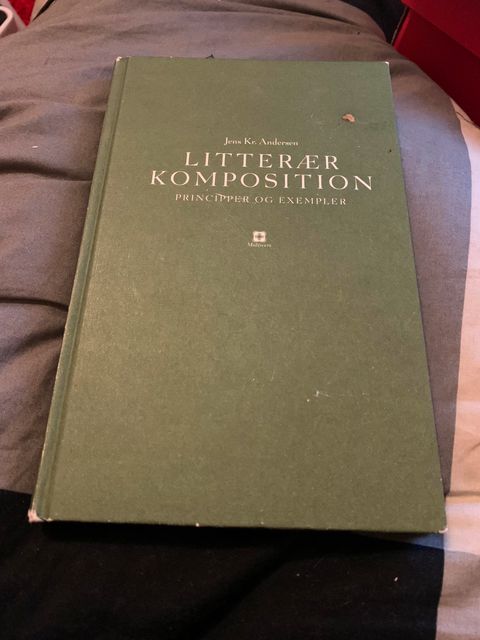 Jens Kr. Andersen
LITTERÆR
KOMPOSITION
PRINCIPPER OG EXEMPLER
Multivers